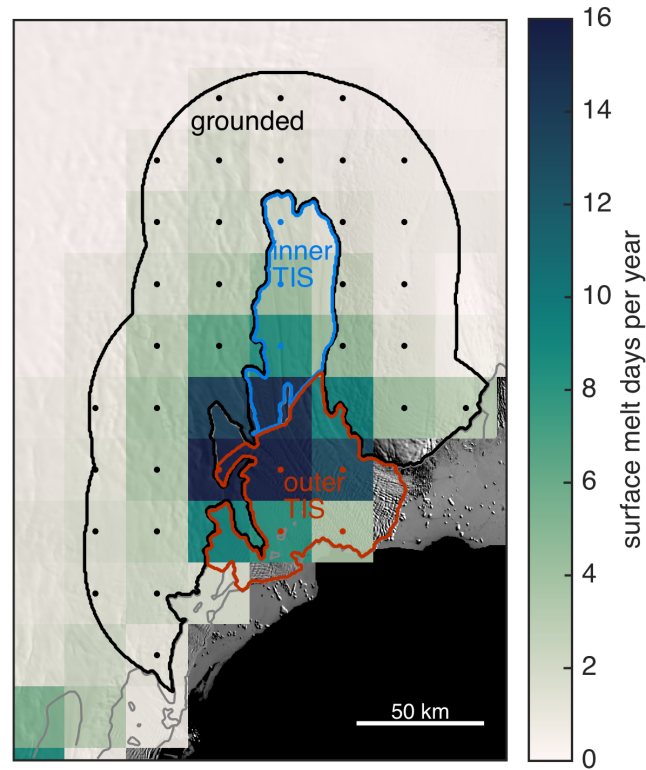 grounded
inner
TIS
outer
TIS
50 km
16
14
12
10
8
6
4
2
0
surface melt days per year